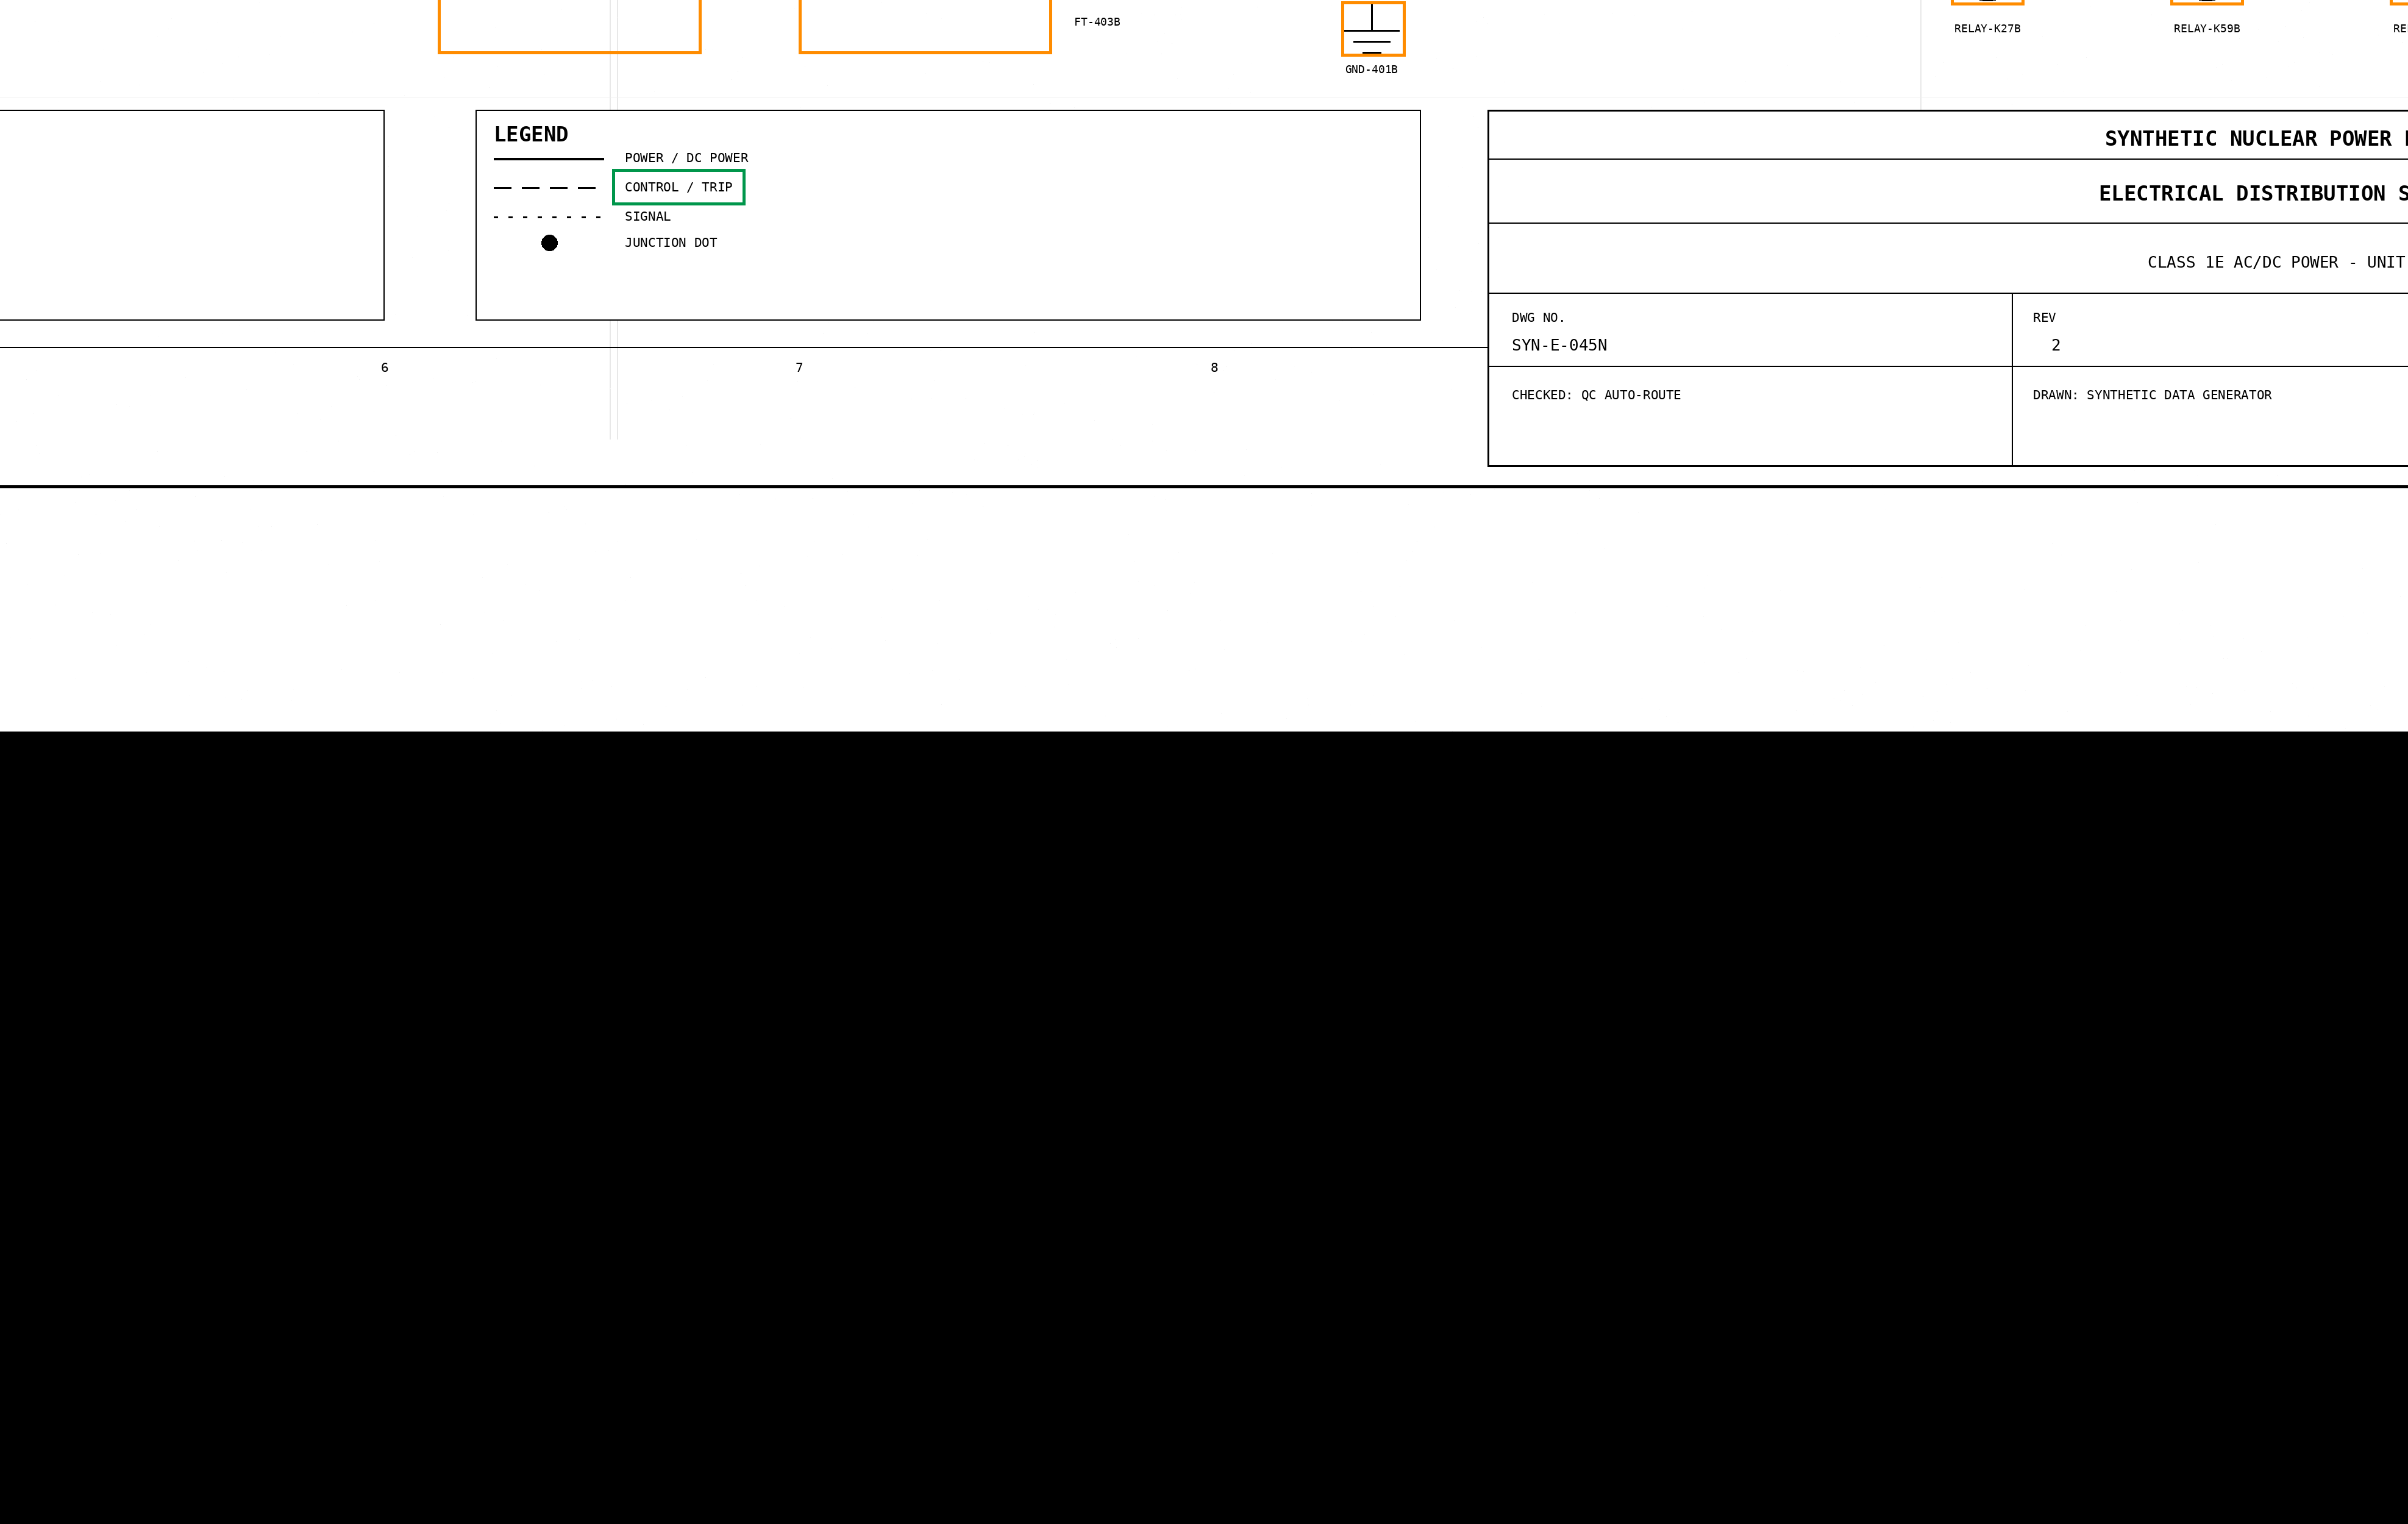 FT-403B
RELAY-K27B
RELAY-K59B
RE
GND-401B
LEGEND
POWER / DC POWER
CONTROL / TRIP
SIGNAL
JUNCTION DOT
6
7
8
SYNTHETIC NUCLEAR POWER
ELECTRICAL DISTRIBUTION S
CLASS 1E AC/DC POWER - UNIT
DWG NO.
SYN-E-045N
REV
2
CHECKED: QC AUTO-ROUTE
DRAWN: SYNTHETIC DATA GENERATOR